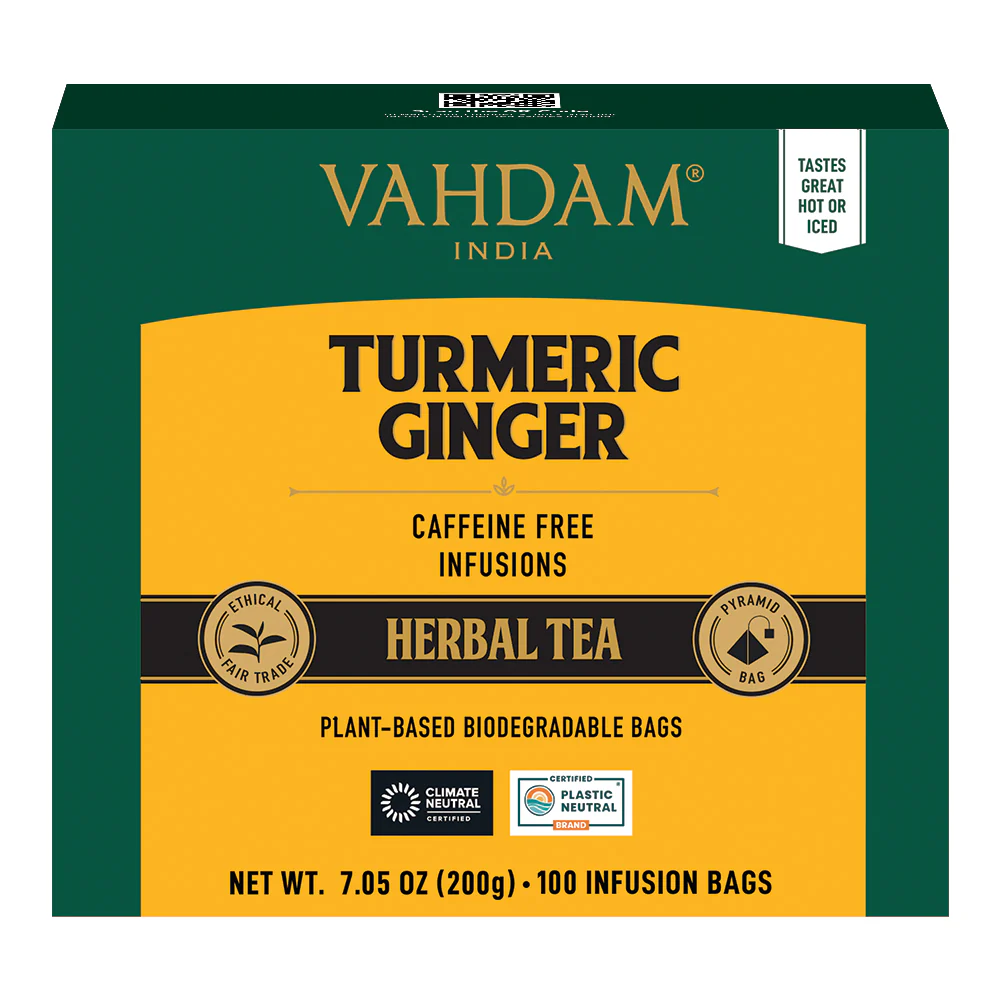 VAHDAM®
INDIA
TASTES
GREAT
HOT OR
ICED
TURMERIC
GINGER
CAFFEINE FREE
INFUSIONS
ETHICAL
FAIR TRADE
HERBAL TEA
PYRAMID
BAG
PLANT-BASED BIODEGRADABLE BAGS
CLIMATE
NEUTRAL
CERTIFIED
CERTIFIED
PLASTIC
NEUTRAL
BRAND
NET WT. 7.05 OZ (200g) • 100 INFUSION BAGS